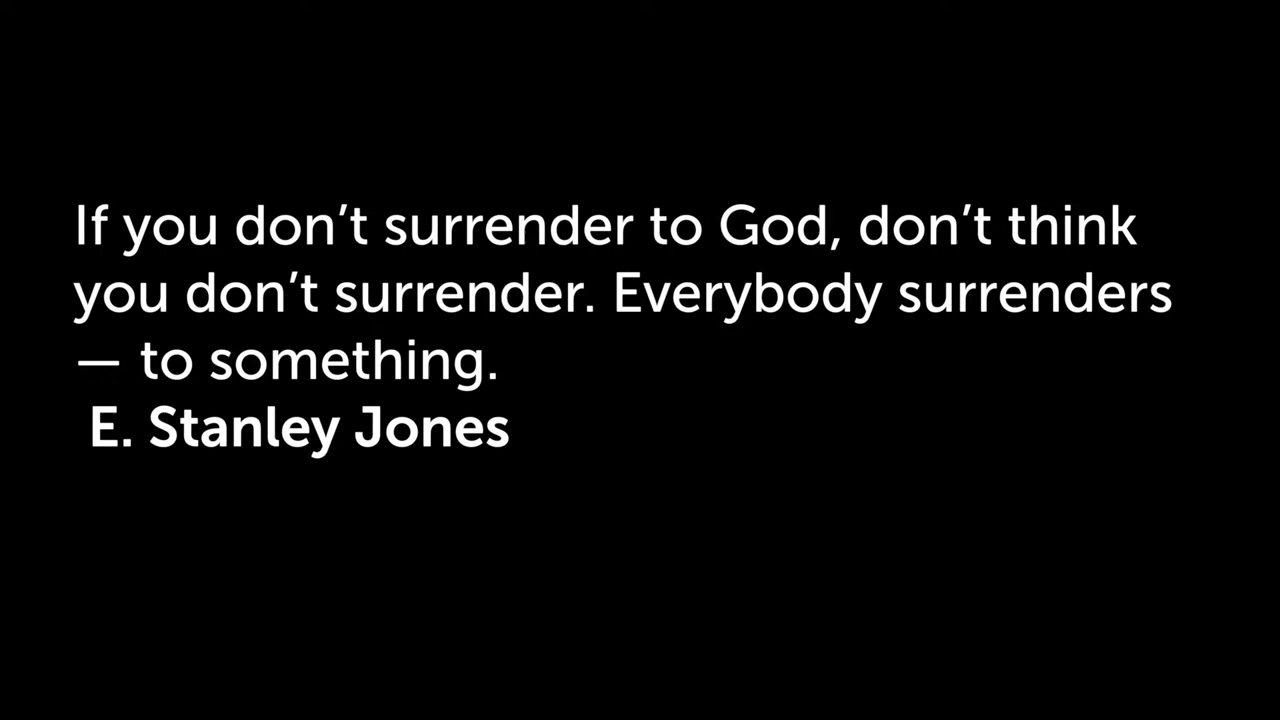 If you don’t surrender to God, don’t think
you don’t surrender. Everybody surrenders
— to something.
E. Stanley Jones